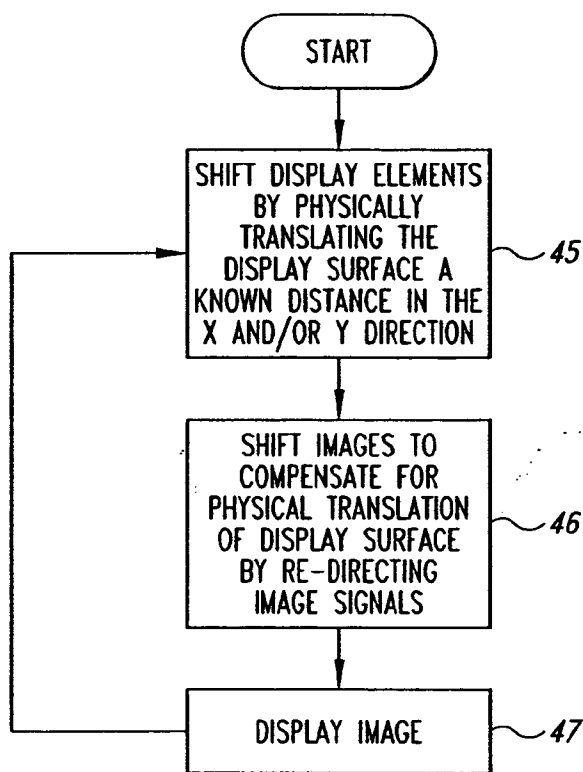 START
SHIFT DISPLAY ELEMENTS
BY PHYSICALLY
TRANSLATING THE
DISPLAY SURFACE A
KNOWN DISTANCE IN THE
X AND/OR Y DIRECTION
45
SHIFT IMAGES TO
COMPENSATE FOR
PHYSICAL TRANSLATION
OF DISPLAY SURFACE
BY RE-DIRECTING
IMAGE SIGNALS
46
DISPLAY IMAGE
47